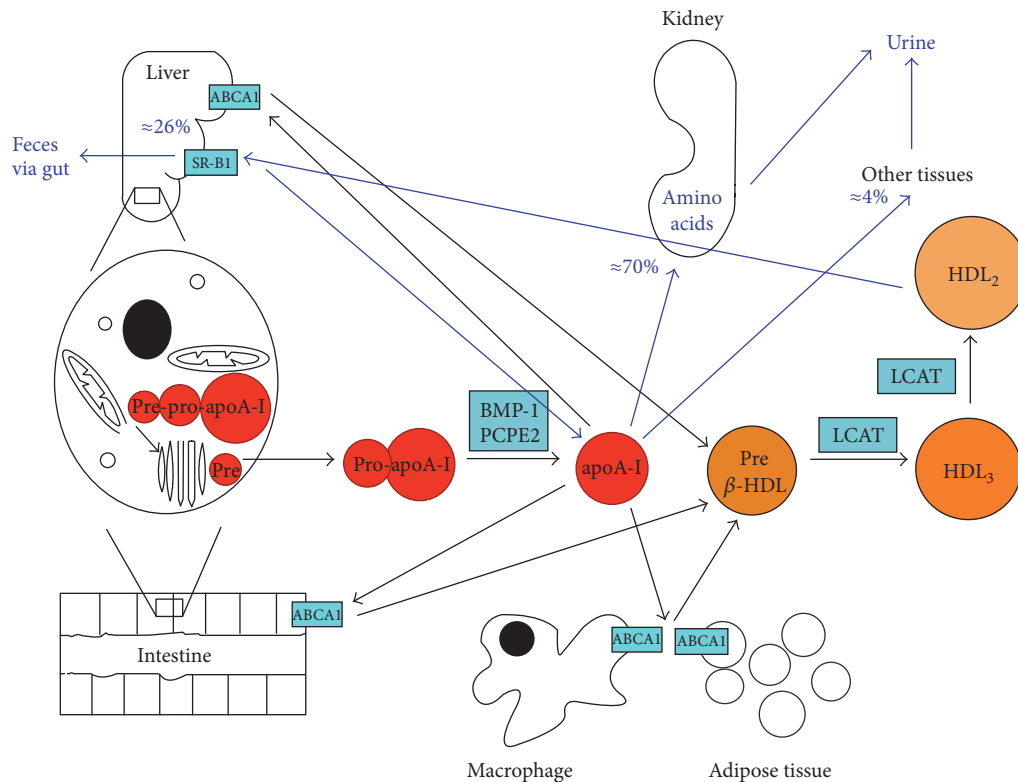 Kidney
Urine
Liver
ABCA1
≈26%
Feces
via gut
SR-B1
Other tissues
≈4%
Amino
acids
≈70%
HDL₂
LCAT
Pre-pro-apoA-I
BMP-1
PCPE2
LCAT
Pre
Pro-apoA-I
apoA-I
Pre
β-HDL
HDL₃
ABCA1
ABCA1
ABCA1
Intestine
Macrophage
Adipose tissue